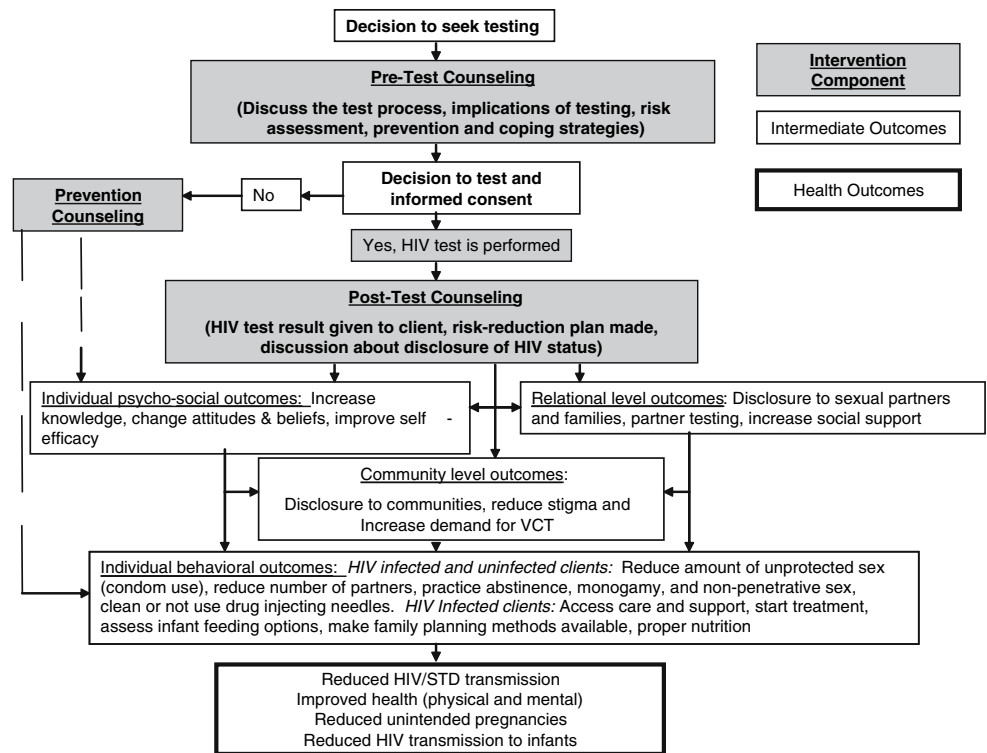 Decision to seek testing
Pre-Test Counseling
(Discuss the test process, implications of testing, risk
assessment, prevention and coping strategies)
Intervention
Component
Intermediate Outcomes
Health Outcomes
Decision to test and
informed consent
No
Prevention
Counseling
Yes, HIV test is performed
Post-Test Counseling
(HIV test result given to client, risk-reduction plan made,
discussion about disclosure of HIV status)
Individual psycho-social outcomes: Increase
knowledge, change attitudes & beliefs, improve self -
efficacy
Relational level outcomes: Disclosure to sexual partners
and families, partner testing, increase social support
Community level outcomes:
Disclosure to communities, reduce stigma and
Increase demand for VCT
Individual behavioral outcomes: HIV infected and uninfected clients: Reduce amount of unprotected sex
(condom use), reduce number of partners, practice abstinence, monogamy, and non-penetrative sex,
clean or not use drug injecting needles. HIV Infected clients: Access care and support, start treatment,
assess infant feeding options, make family planning methods available, proper nutrition
Reduced HIV/STD transmission
Improved health (physical and mental)
Reduced unintended pregnancies
Reduced HIV transmission to infants